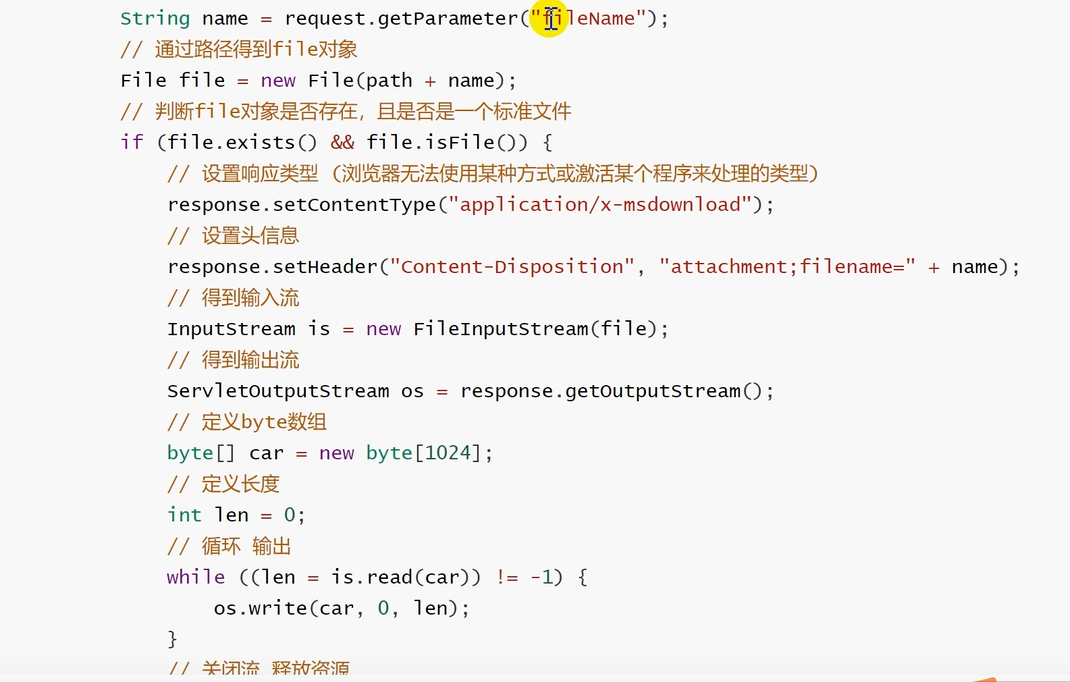 String name = request.getParameter("fileName");
// 通过路径得到file对象
File file = new File(path + name);
// 判断file对象是否存在，且是否是一个标准文件
if (file.exists() && file.isFile()) {
// 设置响应类型 （浏览器无法使用某种方式或激活某个程序来处理的类型）
response.setContentType("application/x-msdownload");
// 设置头信息
response.setHeader("Content-Disposition", "attachment;filename=" + name);
// 得到输入流
InputStream is = new FileInputStream(file);
// 得到输出流
ServletOutputStream os = response.getOutputStream();
// 定义byte数组
byte[] car = new byte[1024];
// 定义长度
int len = 0;
// 循环 输出
while ((len = is.read(car)) != -1) {
os.write(car, 0, len);
}
// 关闭流 释放资源